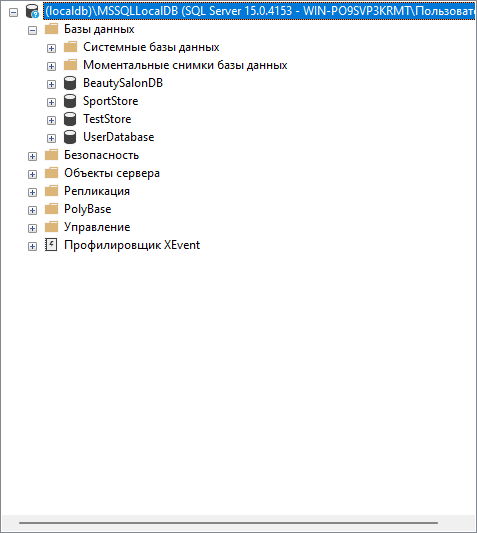 (localdb)\MSSQLLocalDB (SQL Server 15.0.4153 - WIN-PO9SVP3KRMT\Пользовате
Базы данных
Системные базы данных
Моментальные снимки базы данных
BeautySalonDB
SportStore
TestStore
UserDatabase
Безопасность
Объекты сервера
Репликация
PolyBase
Управление
Профилировщик XEvent